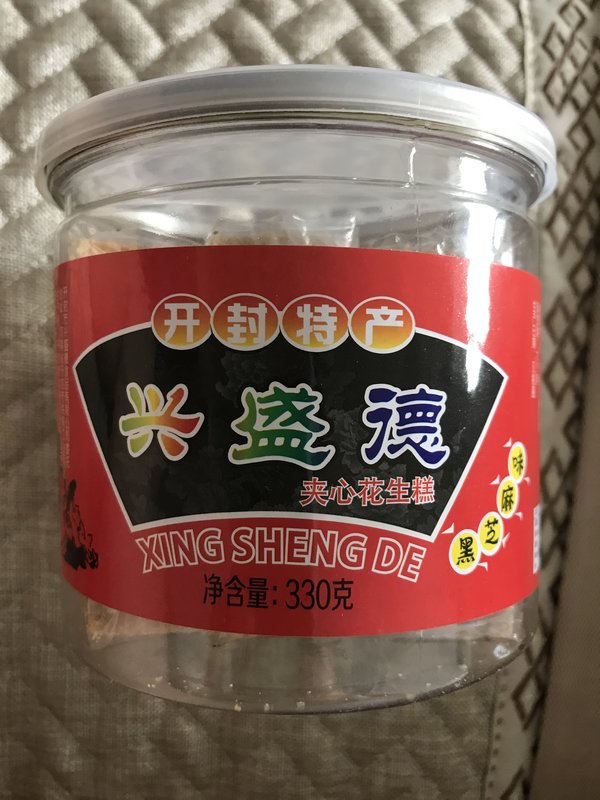 开封特产
兴盛德
夹心花生糕
黑芝麻味
XING SHENG DE
净含量：330克